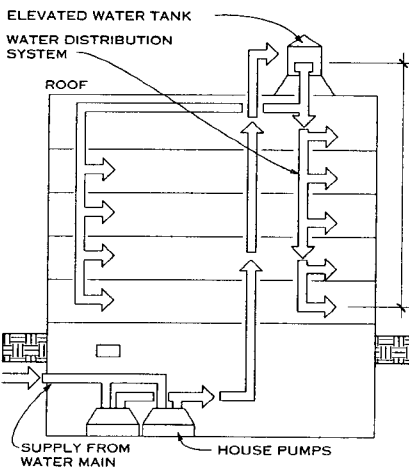 ELEVATED WATER TANK
WATER DISTRIBUTION
SYSTEM
ROOF
SUPPLY FROM
WATER MAIN
HOUSE PUMPS